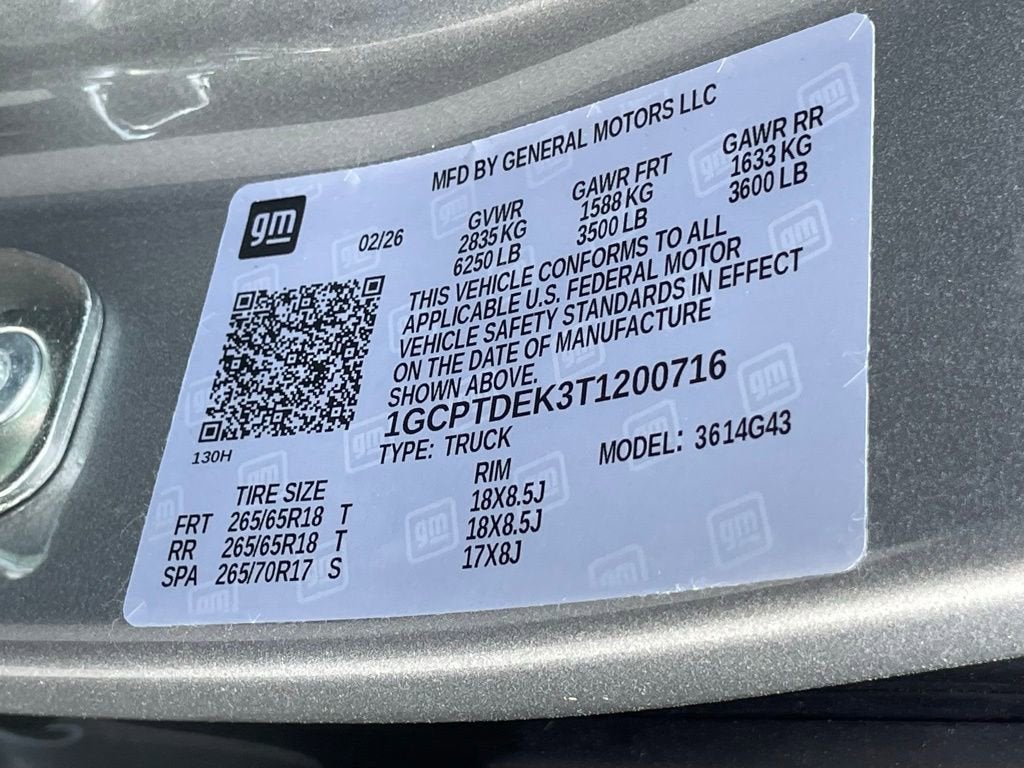 MFD BY GENERAL MOTORS LLC
gm
02/26
GVWR
2835 KG
6250 LB
GAWR FRT
1588 KG
3500 LB
GAWR RR
1633 KG
3600 LB
THIS VEHICLE CONFORMS TO ALL
APPLICABLE U.S. FEDERAL MOTOR
VEHICLE SAFETY STANDARDS IN EFFECT
ON THE DATE OF MANUFACTURE
SHOWN ABOVE.
1GCPTDEK3T1200716
TYPE: TRUCK
MODEL: 3614G43
130H
TIRE SIZE RIM
FRT 265/65R18 T 18X8.5J
RR 265/65R18 T 18X8.5J
SPA 265/70R17 S 17X8J